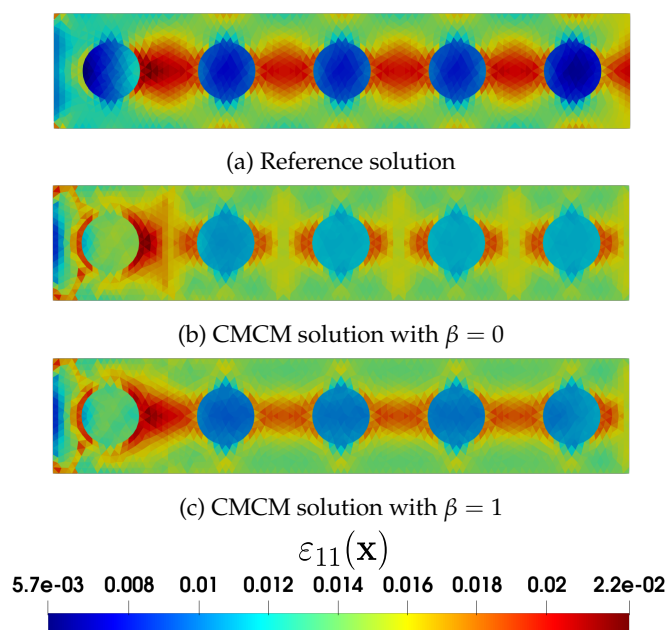 (a) Reference solution
(b) CMCM solution with β = 0
(c) CMCM solution with β = 1
ε₁₁(𝐱)
5.7e-03 0.008 0.01 0.012 0.014 0.016 0.018 0.02 2.2e-02